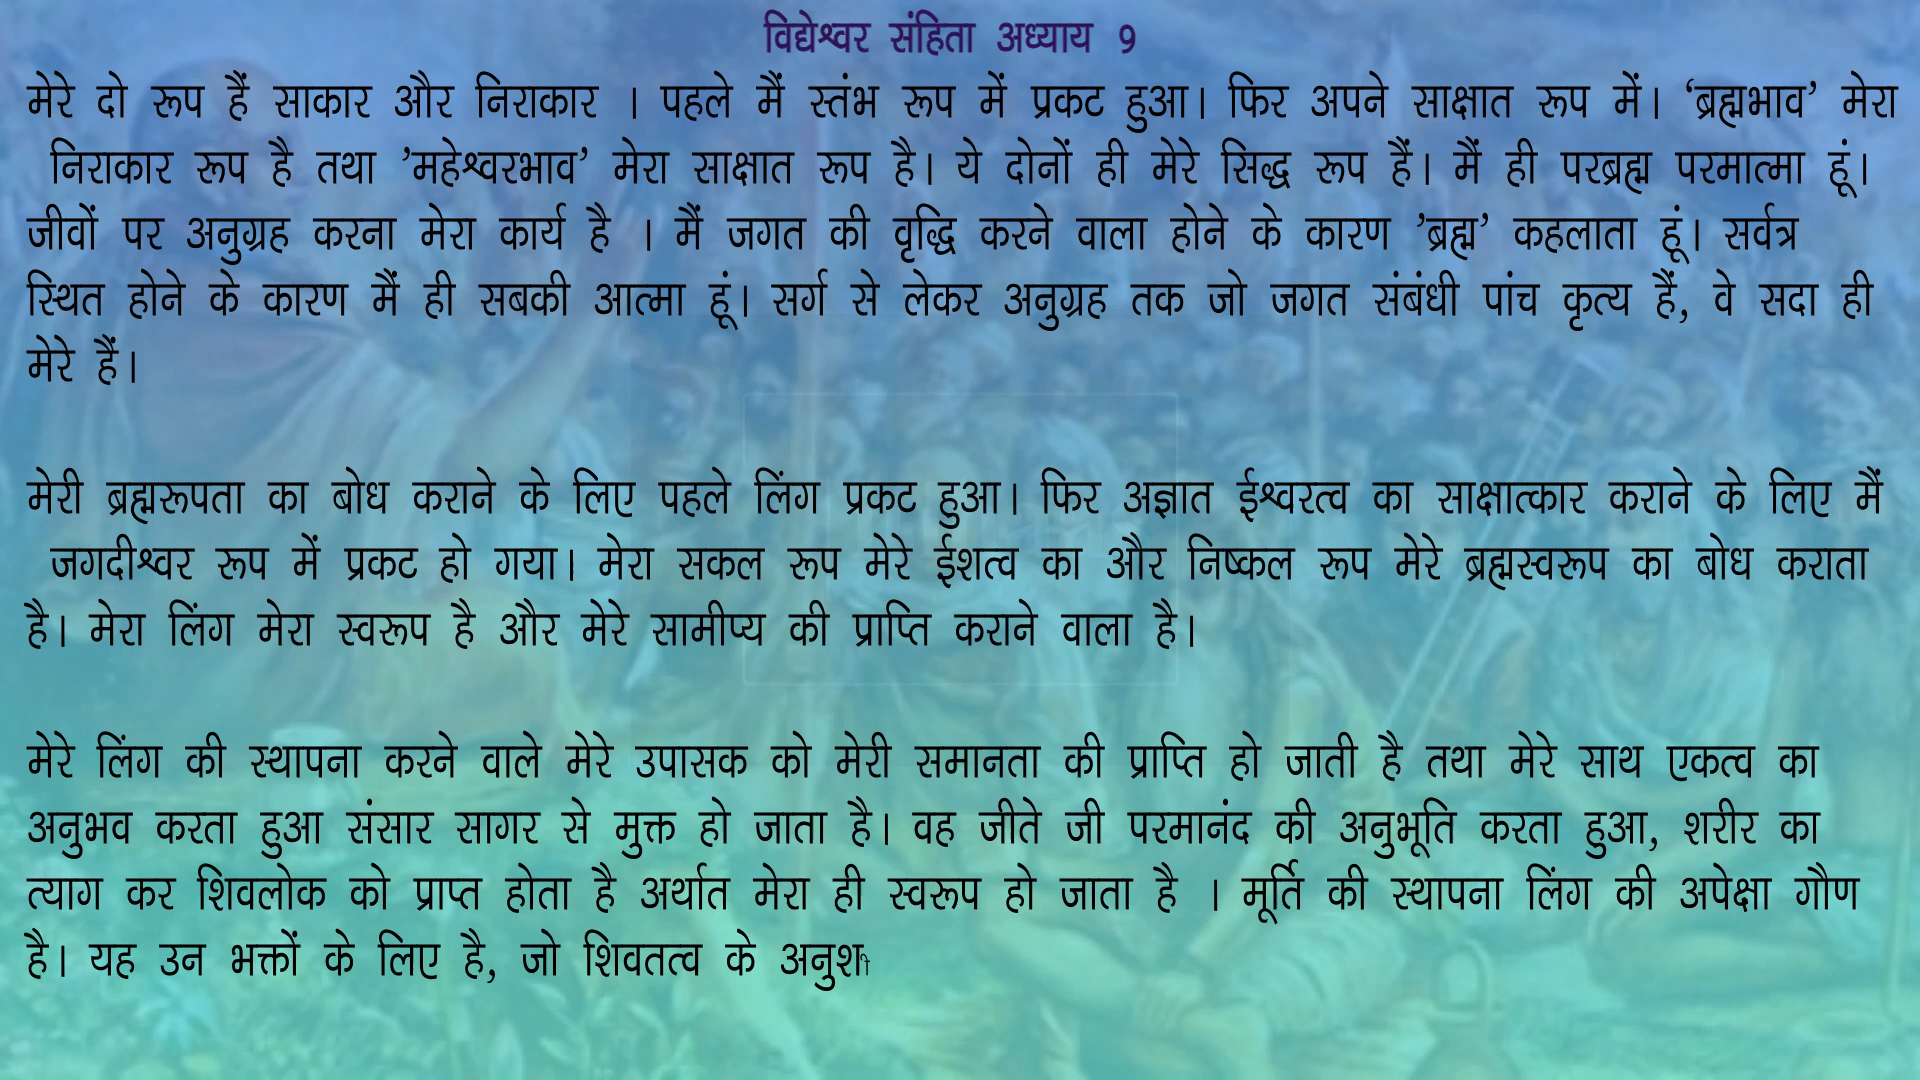 विद्येश्वर संहिता अध्याय 9
मेरे दो रूप हैं साकार और निराकार । पहले मैं स्तंभ रूप में प्रकट हुआ। फिर अपने साक्षात रूप में। ‘ब्रह्मभाव’ मेरा
निराकार रूप है तथा ’महेश्वरभाव’ मेरा साक्षात रूप है। ये दोनों ही मेरे सिद्ध रूप हैं। मैं ही परब्रह्म परमात्मा हूं।
जीवों पर अनुग्रह करना मेरा कार्य है । मैं जगत की वृद्धि करने वाला होने के कारण ’ब्रह्म’ कहलाता हूं। सर्वत्र
स्थित होने के कारण मैं ही सबकी आत्मा हूं। सर्ग से लेकर अनुग्रह तक जो जगत संबंधी पांच कृत्य हैं, वे सदा ही
मेरे हैं।
मेरी ब्रह्मरूपता का बोध कराने के लिए पहले लिंग प्रकट हुआ। फिर अज्ञात ईश्वरत्व का साक्षात्कार कराने के लिए मैं
जगदीश्वर रूप में प्रकट हो गया। मेरा सकल रूप मेरे ईशत्व का और निष्कल रूप मेरे ब्रह्मस्वरूप का बोध कराता
है। मेरा लिंग मेरा स्वरूप है और मेरे सामीप्य की प्राप्ति कराने वाला है।
मेरे लिंग की स्थापना करने वाले मेरे उपासक को मेरी समानता की प्राप्ति हो जाती है तथा मेरे साथ एकत्व का
अनुभव करता हुआ संसार सागर से मुक्त हो जाता है। वह जीते जी परमानंद की अनुभूति करता हुआ, शरीर का
त्याग कर शिवलोक को प्राप्त होता है अर्थात मेरा ही स्वरूप हो जाता है । मूर्ति की स्थापना लिंग की अपेक्षा गौण
है। यह उन भक्तों के लिए है, जो शिवतत्व के अनुशी